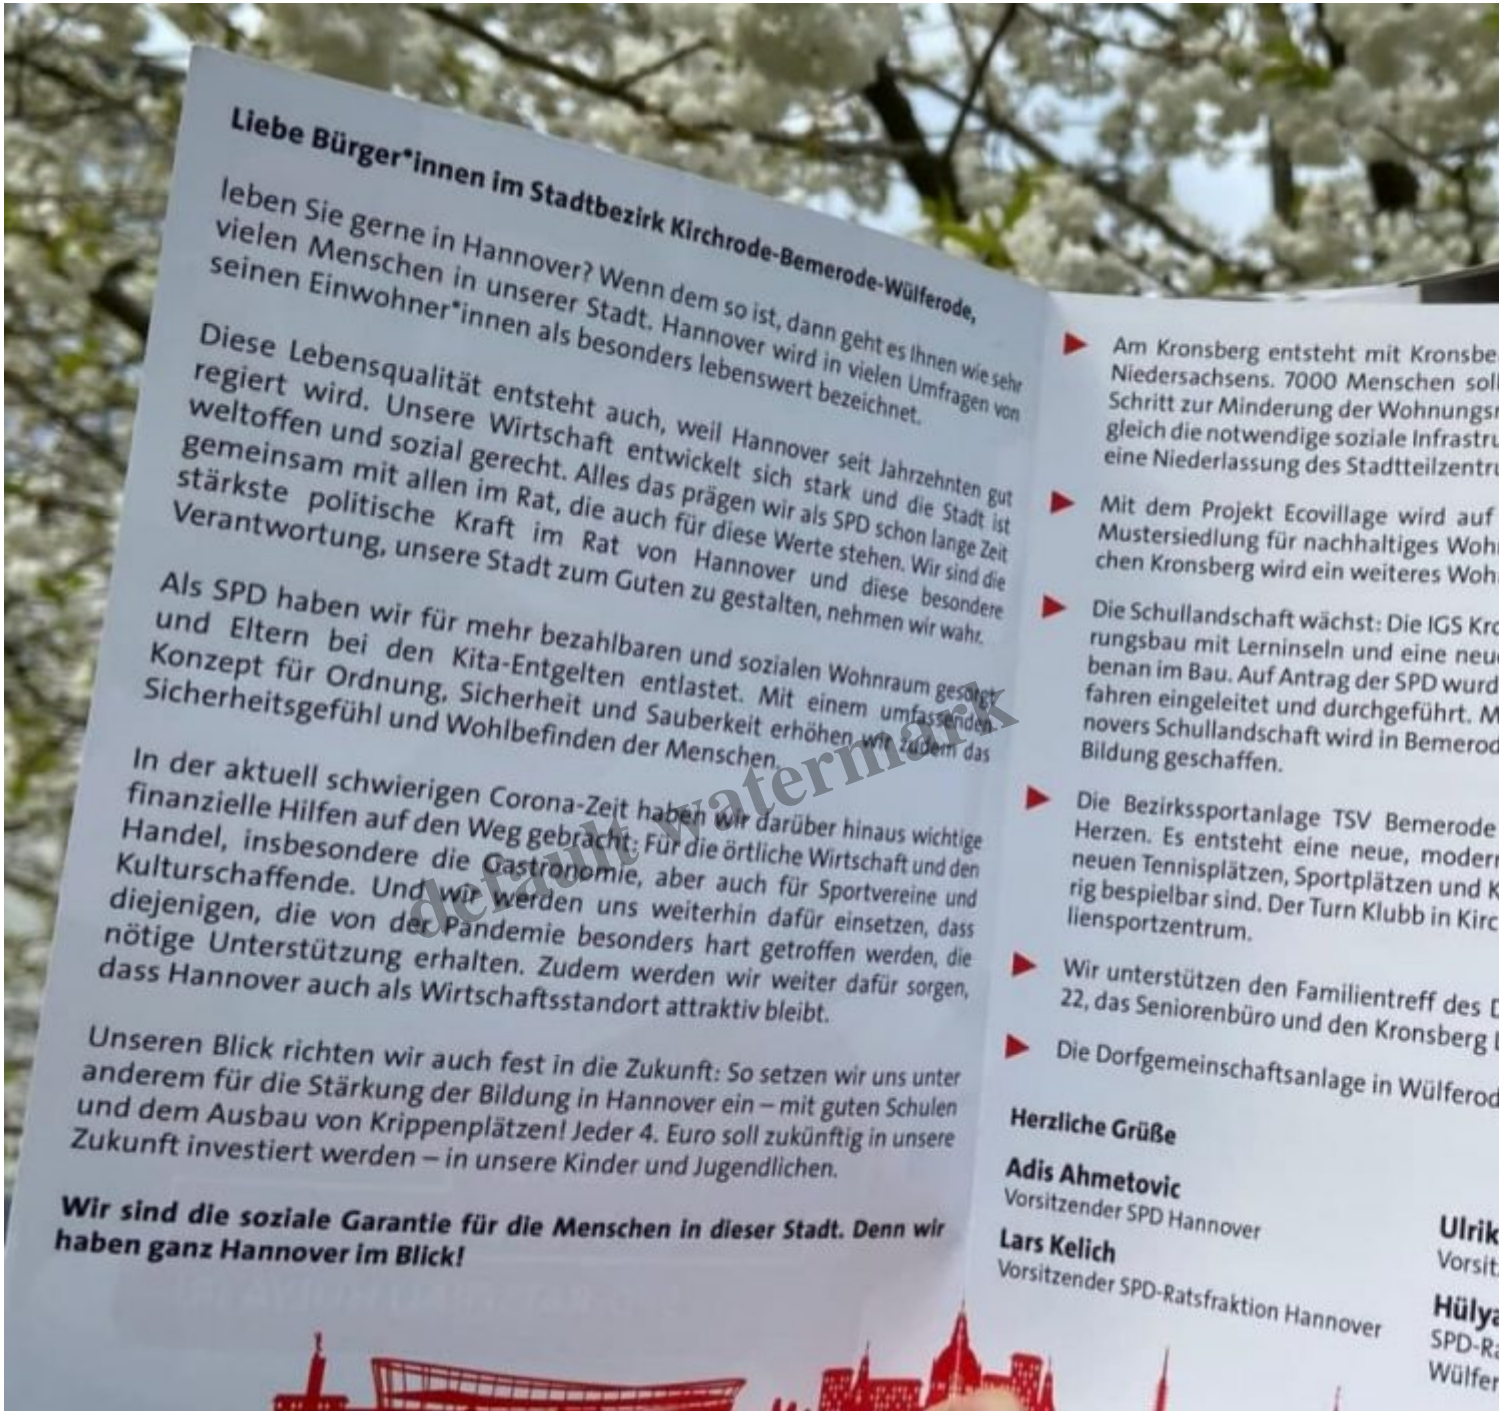 Liebe Bürger*innen im Stadtbezirk Kirchrode-Bemerode-Wülferode,
leben Sie gerne in Hannover? Wenn dem so ist, dann geht es Ihnen wie sehr
vielen Menschen in unserer Stadt. Hannover wird in vielen Umfragen von
seinen Einwohner*innen als besonders lebenswert bezeichnet.
Diese Lebensqualität entsteht auch, weil Hannover seit Jahrzehnten gut
regiert wird. Unsere Wirtschaft entwickelt sich stark und die Stadt ist
weltoffen und sozial gerecht. Alles das prägen wir als SPD schon lange Zeit
gemeinsam mit allen im Rat, die auch für diese Werte stehen. Wir sind die
stärkste politische Kraft im Rat von Hannover und diese besondere
Verantwortung, unsere Stadt zum Guten zu gestalten, nehmen wir wahr.
Als SPD haben wir für mehr bezahlbaren und sozialen Wohnraum gesorgt
und Eltern bei den Kita-Entgelten entlastet. Mit einem umfassenden
Konzept für Ordnung, Sicherheit und Sauberkeit erhöhen wir zudem das
Sicherheitsgefühl und Wohlbefinden der Menschen.
In der aktuell schwierigen Corona-Zeit haben wir darüber hinaus wichtige
finanzielle Hilfen auf den Weg gebracht: Für die örtliche Wirtschaft und den
Handel, insbesondere die Gastronomie, aber auch für Sportvereine und
Kulturschaffende. Und wir werden uns weiterhin dafür einsetzen, dass
diejenigen, die von der Pandemie besonders hart getroffen werden, die
nötige Unterstützung erhalten. Zudem werden wir weiter dafür sorgen,
dass Hannover auch als Wirtschaftsstandort attraktiv bleibt.
Unseren Blick richten wir auch fest in die Zukunft: So setzen wir uns unter
anderem für die Stärkung der Bildung in Hannover ein – mit guten Schulen
und dem Ausbau von Krippenplätzen! Jeder 4. Euro soll zukünftig in unsere
Zukunft investiert werden – in unsere Kinder und Jugendlichen.
Wir sind die soziale Garantie für die Menschen in dieser Stadt. Denn wir
haben ganz Hannover im Blick!
Am Kronsberg entsteht mit Kronsbe
Niedersachsens. 7000 Menschen soll
Schritt zur Minderung der Wohnungsn
gleich die notwendige soziale Infrastru
eine Niederlassung des Stadtteilzentru
Mit dem Projekt Ecovillage wird auf
Mustersiedlung für nachhaltiges Woh
chen Kronsberg wird ein weiteres Woh
Die Schullandschaft wächst: Die IGS Kro
rungsbau mit Lerninseln und eine neue
benan im Bau. Auf Antrag der SPD wurd
fahren eingeleitet und durchgeführt. M
novers Schullandschaft wird in Bemerod
Bildung geschaffen.
Die Bezirkssportanlage TSV Bemerode
Herzen. Es entsteht eine neue, modern
neuen Tennisplätzen, Sportplätzen und K
rig bespielbar sind. Der Turn Klubb in Kirc
liensportzentrum.
Wir unterstützen den Familientreff des D
22, das Seniorenbüro und den Kronsberg
Die Dorfgemeinschaftsanlage in Wülferod
Herzliche Grüße
Adis Ahmetovic
Vorsitzender SPD Hannover
Lars Kelich
Vorsitzender SPD-Ratsfraktion Hannover
Ulrik
Vorsit
Hülya
SPD-Ra
Wülfer
default watermark